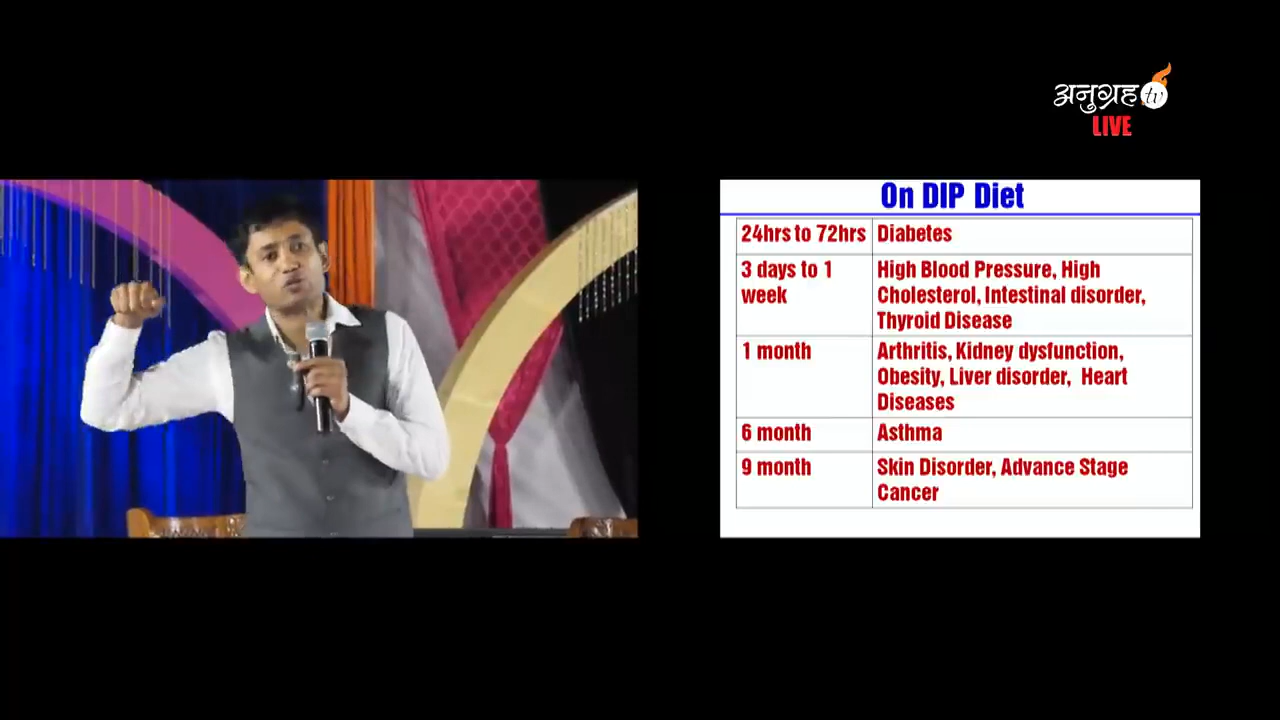 अनुग्रह tv
LIVE
On DIP Diet
24hrs to 72hrs
Diabetes
3 days to 1
week
High Blood Pressure, High
Cholesterol, Intestinal disorder,
Thyroid Disease
1 month
Arthritis, Kidney dysfunction,
Obesity, Liver disorder,  Heart
Diseases
6 month
Asthma
9 month
Skin Disorder, Advance Stage
Cancer